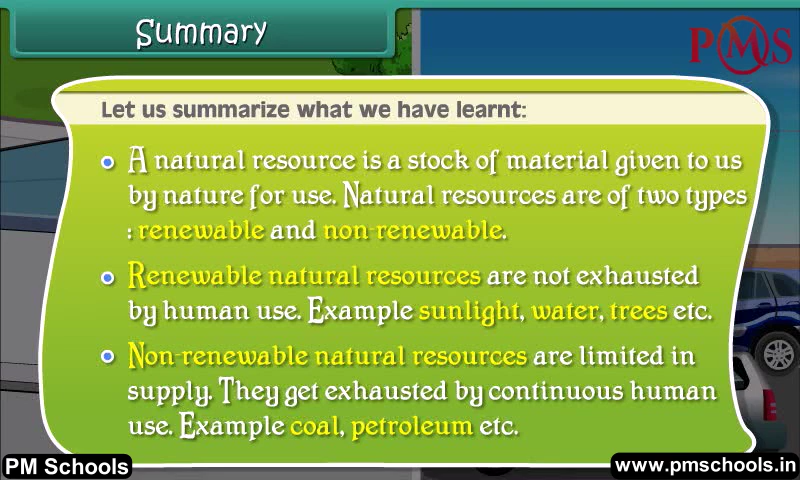 Summary
PMS
Let us summarize what we have learnt:
A natural resource is a stock of material given to us
by nature for use. Natural resources are of two types
: renewable and non-renewable.
Renewable natural resources are not exhausted
by human use. Example sunlight, water, trees etc.
Non-renewable natural resources are limited in
supply. They get exhausted by continuous human
use. Example coal, petroleum etc.
PM Schools
www.pmschools.in